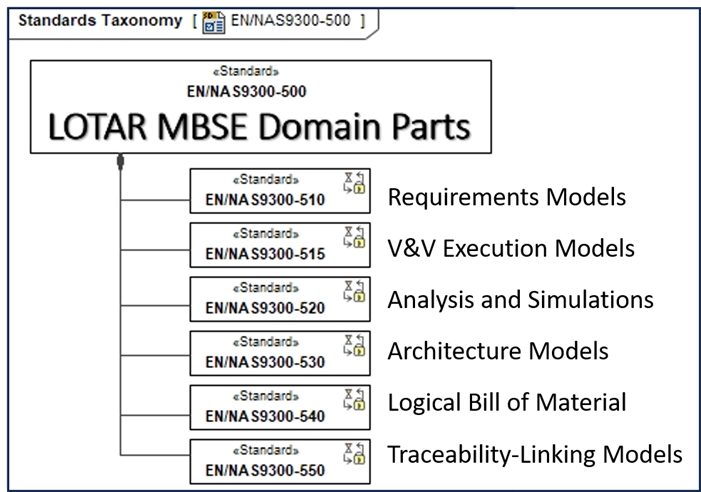 Standards Taxonomy [ EN/NAS9300-500 ]
«Standard»
EN/NAS9300-500
LOTAR MBSE Domain Parts
«Standard»
EN/NAS9300-510
Requirements Models
«Standard»
EN/NAS9300-515
V&V Execution Models
«Standard»
EN/NAS9300-520
Analysis and Simulations
«Standard»
EN/NAS9300-530
Architecture Models
«Standard»
EN/NAS9300-540
Logical Bill of Material
«Standard»
EN/NAS9300-550
Traceability-Linking Models